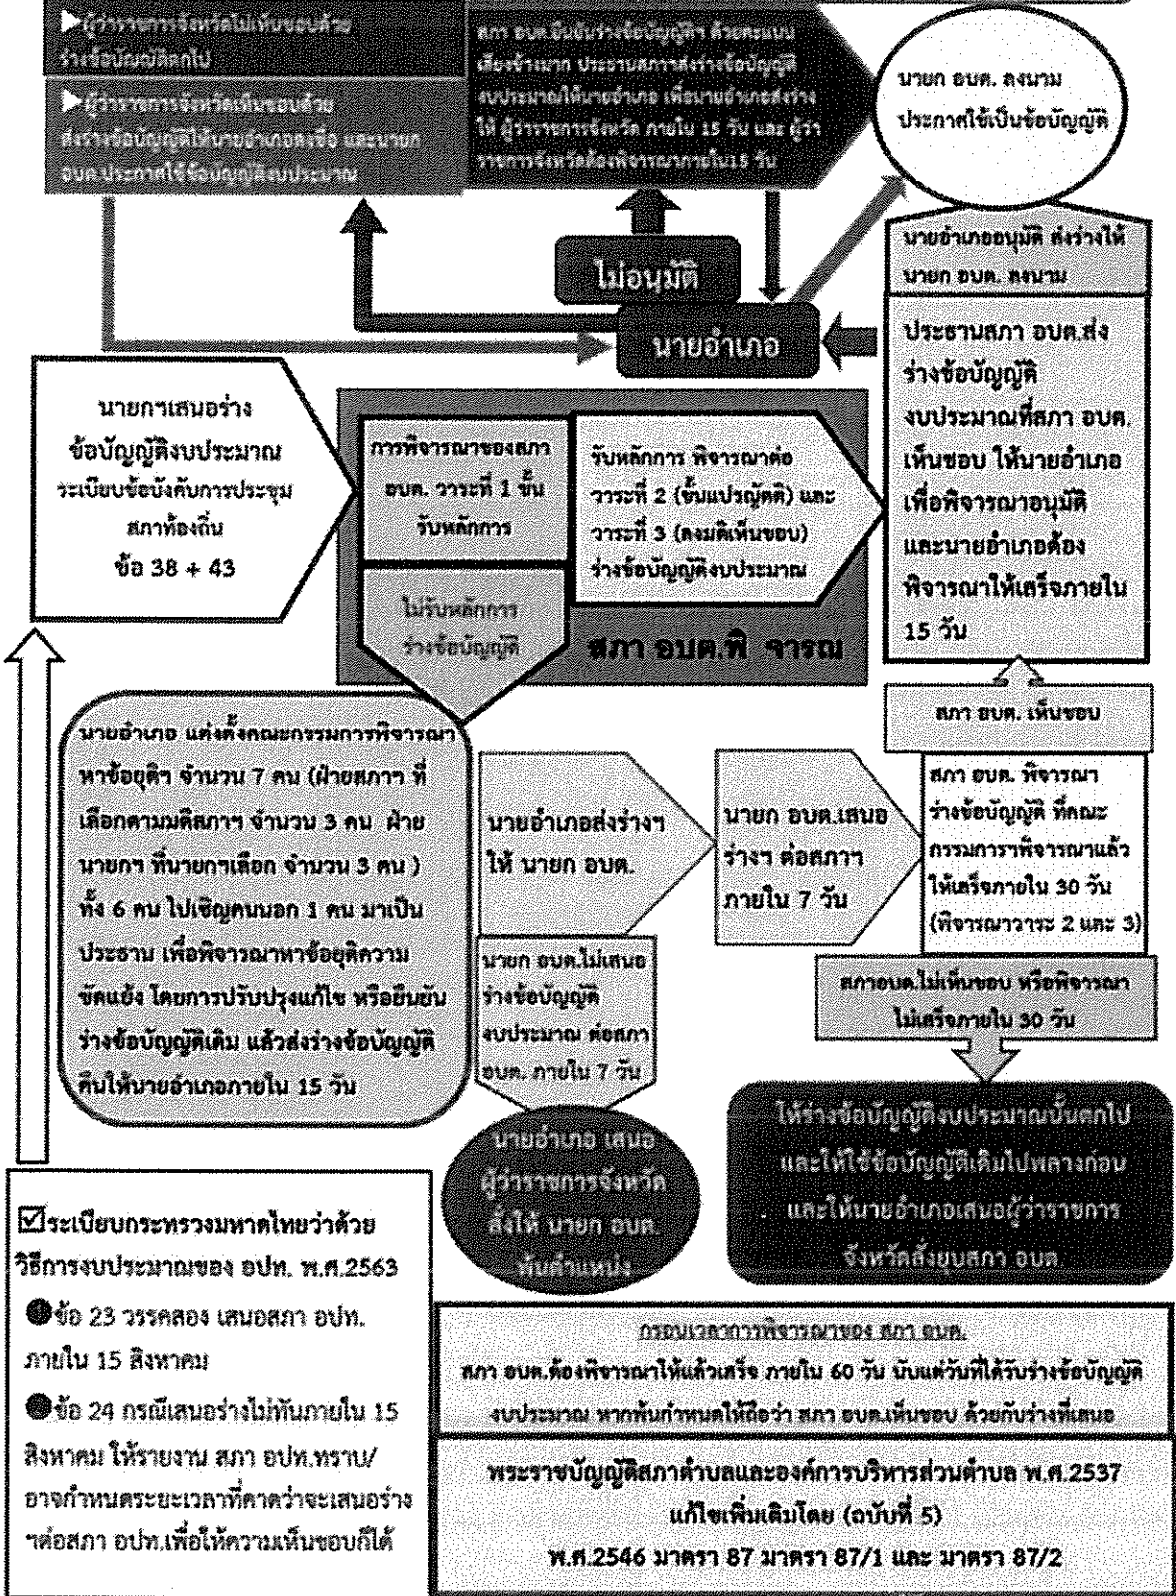 ▶ผู้ว่าราชการจังหวัดไม่เห็นชอบด้วย
ร่างข้อบัญญัติตกไป
▶ผู้ว่าราชการจังหวัดเห็นชอบด้วย
ส่งร่างข้อบัญญัติให้นายอำเภอลงชื่อ และนายก
อบต.ประกาศใช้ข้อบัญญัติงบประมาณ
สภา อบต.ยืนยันร่างข้อบัญญัติฯ ด้วยคะแนน
เสียงข้างมาก ประธานสภาฯส่งร่างข้อบัญญัติ
งบประมาณให้นายอำเภอ เพื่อนายอำเภอส่งร่าง
ให้ ผู้ว่าราชการจังหวัด ภายใน 15 วัน และ ผู้ว่า
ราชการจังหวัดต้องพิจารณาภายใน15 วัน
นายก อบต. ลงนาม
ประกาศใช้เป็นข้อบัญญัติ
ไม่อนุมัติ
นายอำเภอ
นายอำเภออนุมัติ ส่งร่างให้
นายก อบต. ลงนาม
ประธานสภา อบต.ส่ง
ร่างข้อบัญญัติ
งบประมาณที่สภา อบต.
เห็นชอบ ให้นายอำเภอ
เพื่อพิจารณาอนุมัติ
และนายอำเภอต้อง
พิจารณาให้เสร็จภายใน
15 วัน
นายกฯเสนอร่าง
ข้อบัญญัติงบประมาณ
ระเบียบข้อบังคับการประชุม
สภาท้องถิ่น
ข้อ 38 + 43
การพิจารณาของสภา
อบต. วาระที่ 1 ขั้น
รับหลักการ
รับหลักการ พิจารณาต่อ
วาระที่ 2 (ขั้นแปรญัตติ) และ
วาระที่ 3 (ลงมติเห็นชอบ)
ร่างข้อบัญญัติงบประมาณ
ไม่รับหลักการ
ร่างข้อบัญญัติ
สภา อบต.พิ จารณ
นายอำเภอ แต่งตั้งคณะกรรมการพิจารณา
หาข้อยุติฯ จำนวน 7 คน (ฝ่ายสภาฯ ที่
เลือกตามมติสภาฯ จำนวน 3 คน ฝ่าย
นายกฯ ที่นายกฯเลือก จำนวน 3 คน )
ทั้ง 6 คน ไปเชิญคนนอก 1 คน มาเป็น
ประธาน เพื่อพิจารณาหาข้อยุติความ
ขัดแย้ง โดยการปรับปรุงแก้ไข หรือยืนยัน
ร่างข้อบัญญัติเดิม แล้วส่งร่างข้อบัญญัติ
คืนให้นายอำเภอภายใน 15 วัน
นายอำเภอส่งร่างฯ
ให้ นายก อบต.
นายก อบต.เสนอ
ร่างฯ ต่อสภาฯ
ภายใน 7 วัน
สภา อบต. เห็นชอบ
สภา อบต. พิจารณา
ร่างข้อบัญญัติ ที่คณะ
กรรมการฯพิจารณาแล้ว
ให้เสร็จภายใน 30 วัน
(พิจารณาวาระ 2 และ 3)
สภาอบต.ไม่เห็นชอบ หรือพิจารณา
ไม่เสร็จภายใน 30 วัน
นายก อบต.ไม่เสนอ
ร่างข้อบัญญัติ
งบประมาณ ต่อสภา
อบต. ภายใน 7 วัน
นายอำเภอ เสนอ
ผู้ว่าราชการจังหวัด
สั่งให้ นายก อบต.
พ้นตำแหน่ง
ให้ร่างข้อบัญญัติงบประมาณนั้นตกไป
และให้ใช้ข้อบัญญัติเดิมไปพลางก่อน
และให้นายอำเภอเสนอผู้ว่าราชการ
จังหวัดสั่งยุบสภา อบต
☑ระเบียบกระทรวงมหาดไทยว่าด้วย
วิธีการงบประมาณของ อปท. พ.ศ.2563
●ข้อ 23 วรรคสอง เสนอสภา อปท.
ภายใน 15 สิงหาคม
●ข้อ 24 กรณีเสนอร่างไม่ทันภายใน 15
สิงหาคม ให้รายงาน สภา อปท.ทราบ/
อาจกำหนดระยะเวลาที่คาดว่าจะเสนอร่าง
ฯต่อสภา อปท.เพื่อให้ความเห็นชอบก็ได้
กรอบเวลาการพิจารณาของ สภา อบต.
สภา อบต.ต้องพิจารณาให้แล้วเสร็จ ภายใน 60 วัน นับแต่วันที่ได้รับร่างข้อบัญญัติ
งบประมาณ หากพ้นกำหนดให้ถือว่า สภา อบต.เห็นชอบ ด้วยกับร่างที่เสนอ
พระราชบัญญัติสภาตำบลและองค์การบริหารส่วนตำบล พ.ศ.2537
แก้ไขเพิ่มเติมโดย (ฉบับที่ 5)
พ.ศ.2546 มาตรา 87 มาตรา 87/1 และ มาตรา 87/2